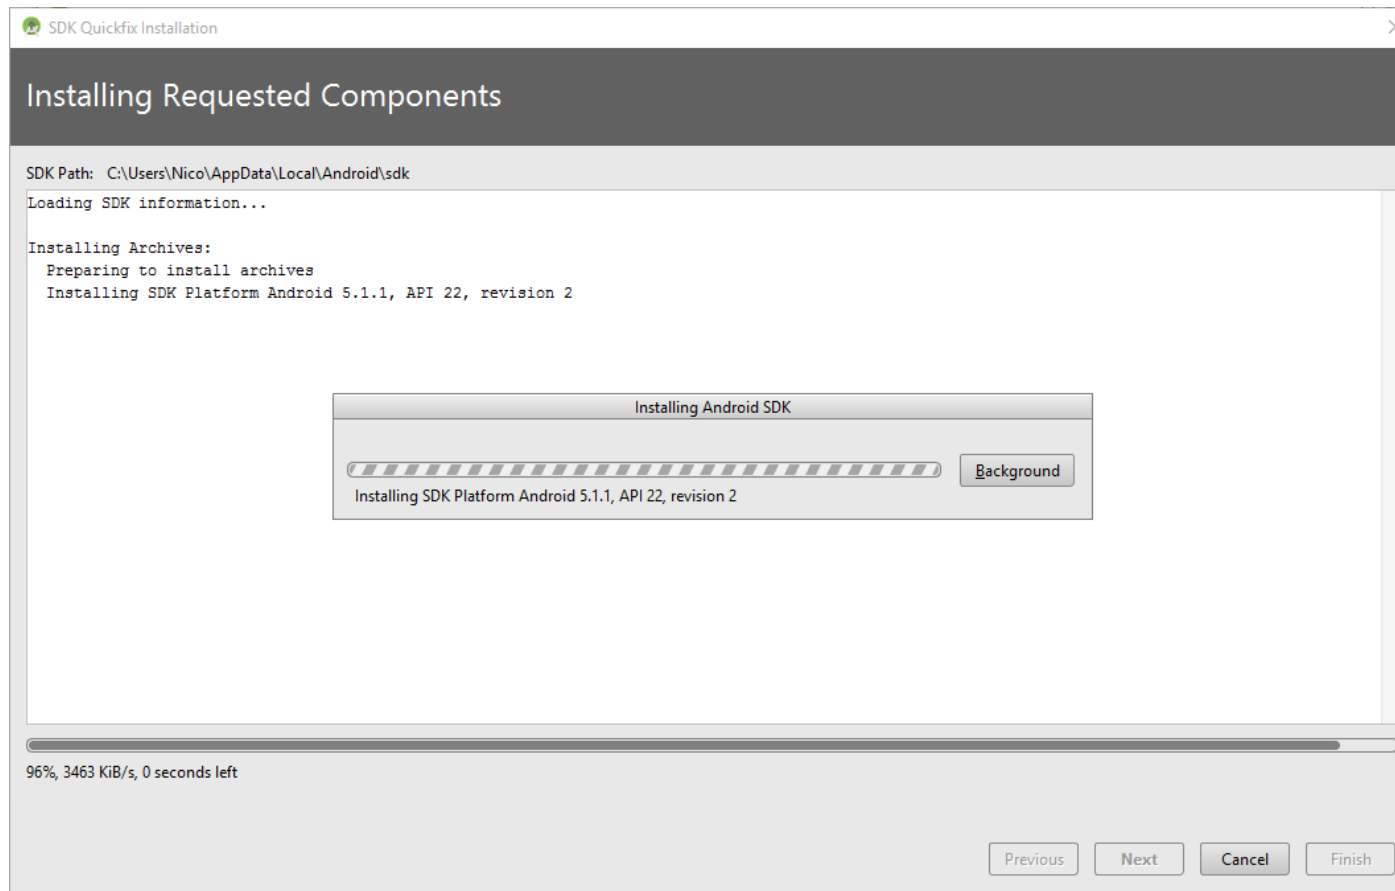 SDK Quickfix Installation
Installing Requested Components
SDK Path: C:\Users\Nico\AppData\Local\Android\sdk
Loading SDK information...
Installing Archives:
Preparing to install archives
Installing SDK Platform Android 5.1.1, API 22, revision 2
Installing Android SDK
Background
Installing SDK Platform Android 5.1.1, API 22, revision 2
96%, 3463 KiB/s, 0 seconds left
Previous Next Cancel Finish